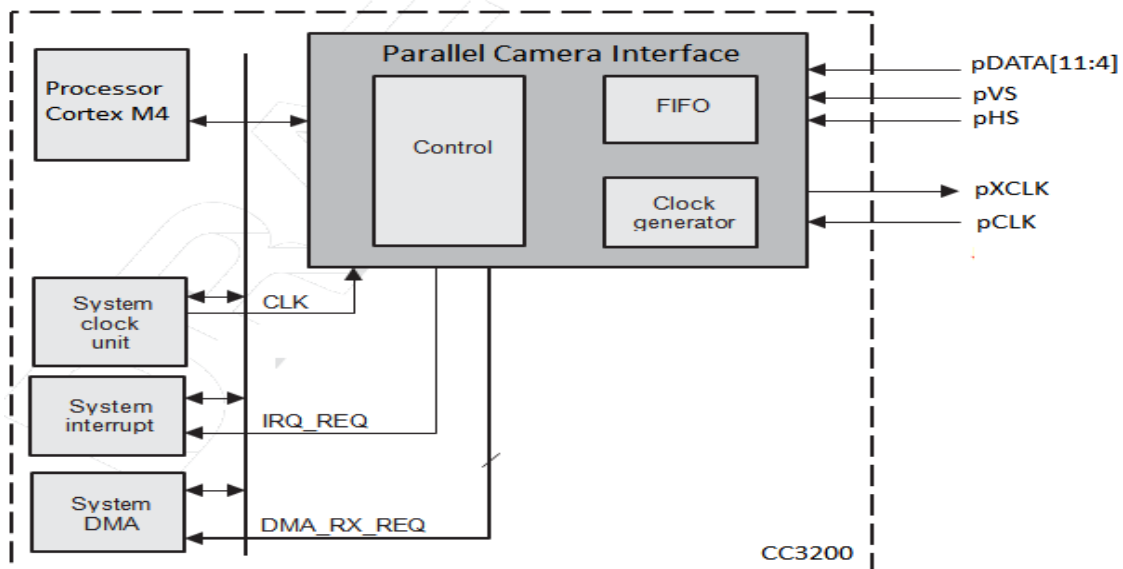 Parallel Camera Interface
Processor
Cortex M4
Control
FIFO
Clock
generator
pDATA[11:4]
pVS
pHS
pXCLK
pCLK
System
clock
unit
CLK
System
interrupt
IRQ_REQ
System
DMA
DMA_RX_REQ
CC3200